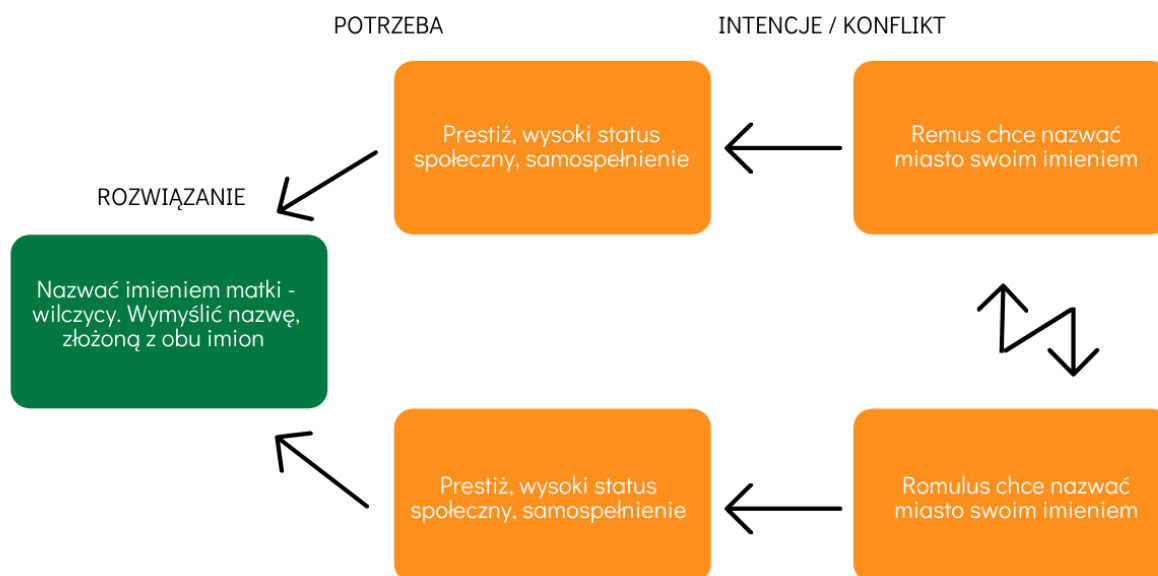 POTRZEBA
INTENCJE / KONFLIKT
Prestiż, wysoki status
społeczny, samospełnienie
Remus chce nazwać
miasto swoim imieniem
ROZWIĄZANIE
Nazwać imieniem matki -
wilczycy. Wymyślić nazwę,
złożoną z obu imion
Prestiż, wysoki status
społeczny, samospełnienie
Romulus chce nazwać
miasto swoim imieniem